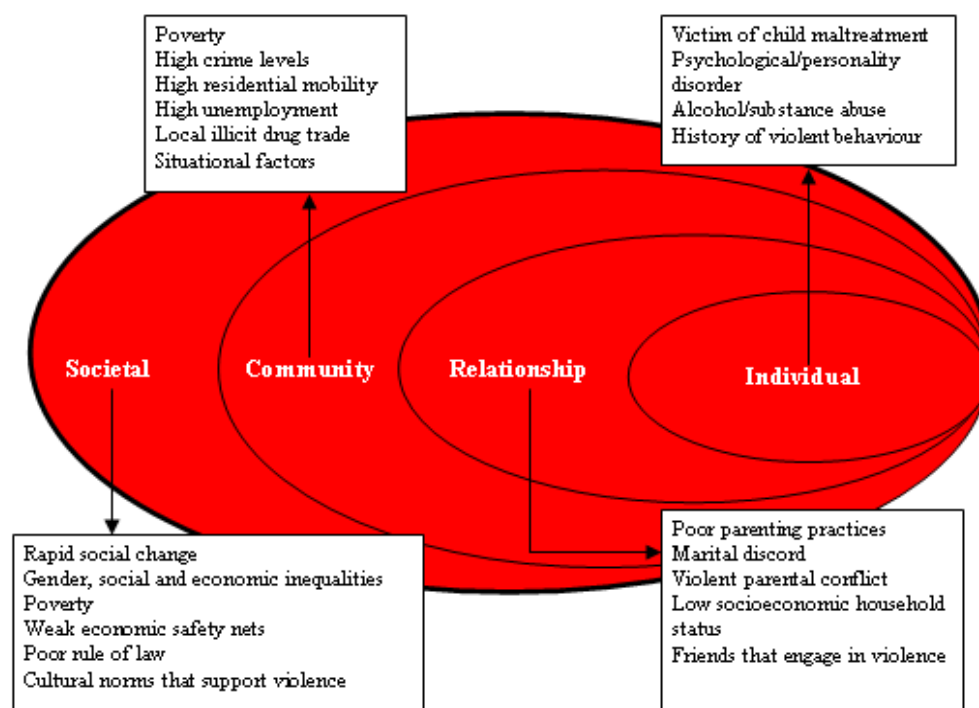 Poverty
High crime levels
High residential mobility
High unemployment
Local illicit drug trade
Situational factors
Victim of child maltreatment
Psychological/personality
disorder
Alcohol/substance abuse
History of violent behaviour
Societal
Community
Relationship
Individual
Rapid social change
Gender, social and economic inequalities
Poverty
Weak economic safety nets
Poor rule of law
Cultural norms that support violence
Poor parenting practices
Marital discord
Violent parental conflict
Low socioeconomic household
status
Friends that engage in violence